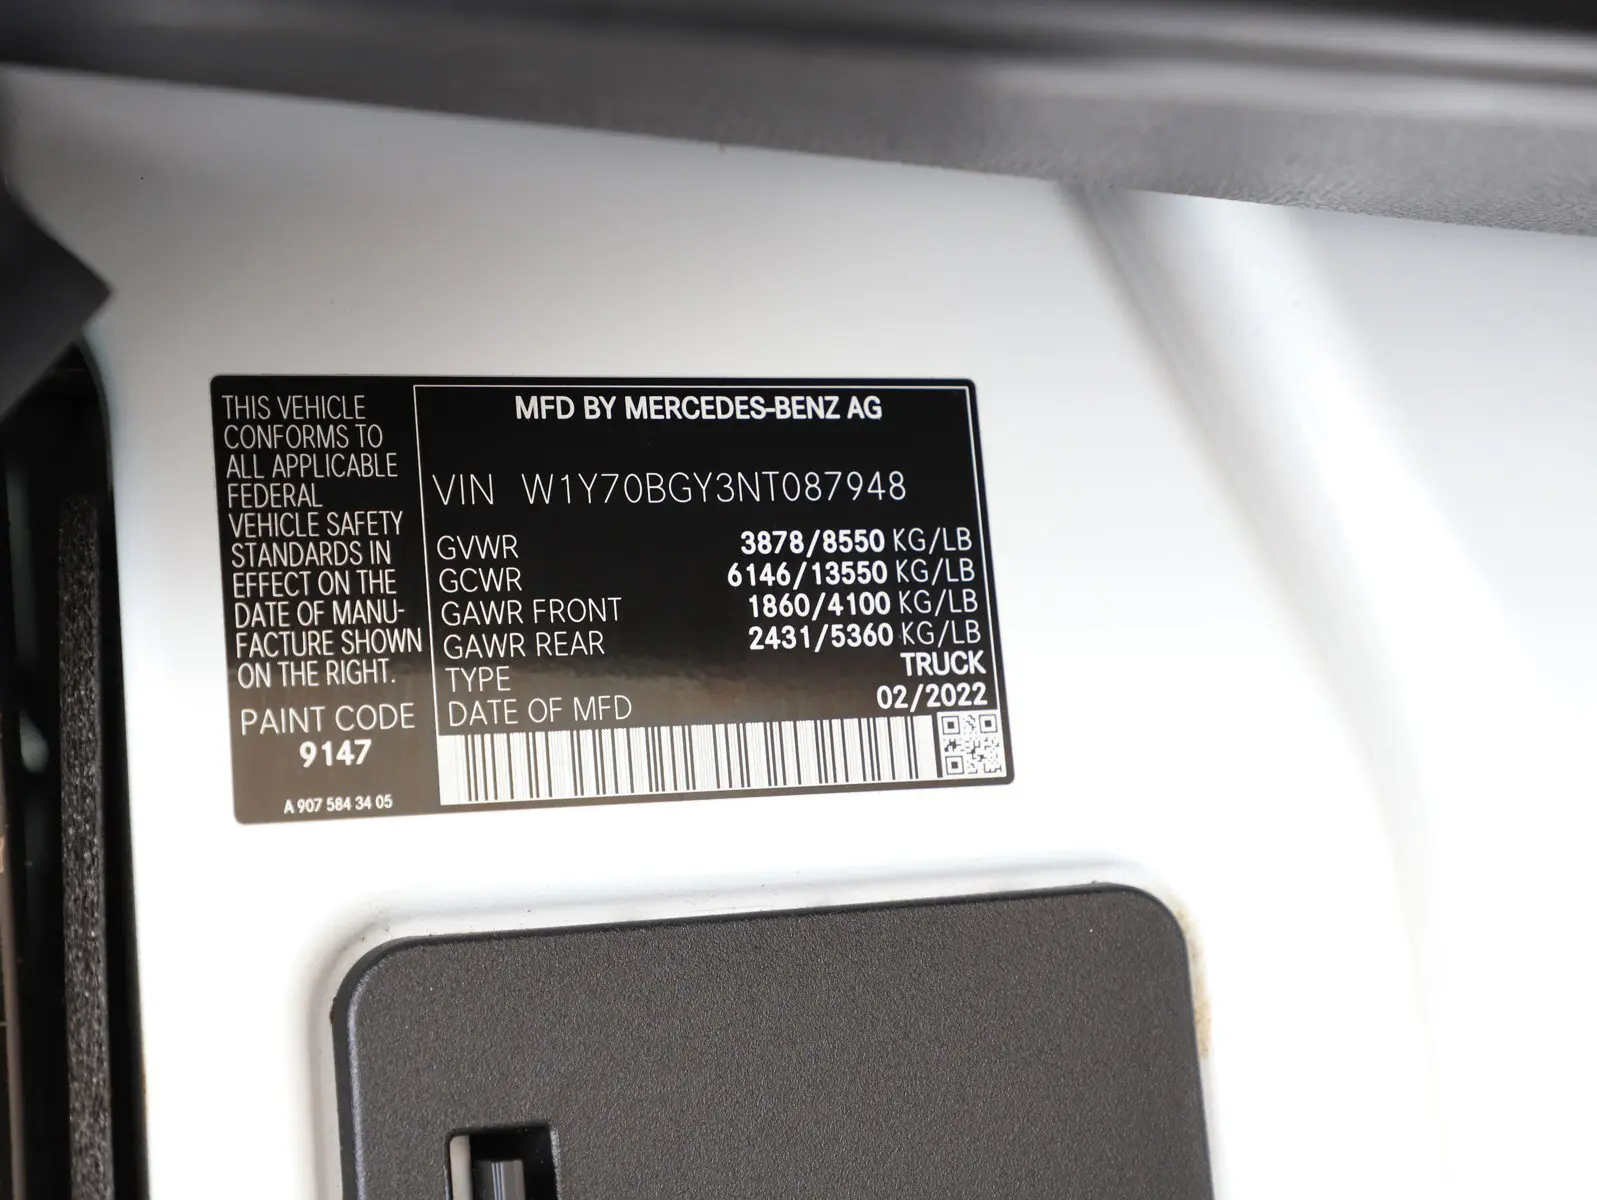 THIS VEHICLE
CONFORMS TO
ALL APPLICABLE
FEDERAL
VEHICLE SAFETY
STANDARDS IN
EFFECT ON THE
DATE OF MANU-
FACTURE SHOWN
ON THE RIGHT.
PAINT CODE
9147
A 907 584 34 05
MFD BY MERCEDES-BENZ AG
VIN W1Y70BGY3NT087948
GVWR 3878/8550 KG/LB
GCWR 6146/13550 KG/LB
GAWR FRONT 1860/4100 KG/LB
GAWR REAR 2431/5360 KG/LB
TYPE TRUCK
DATE OF MFD 02/2022